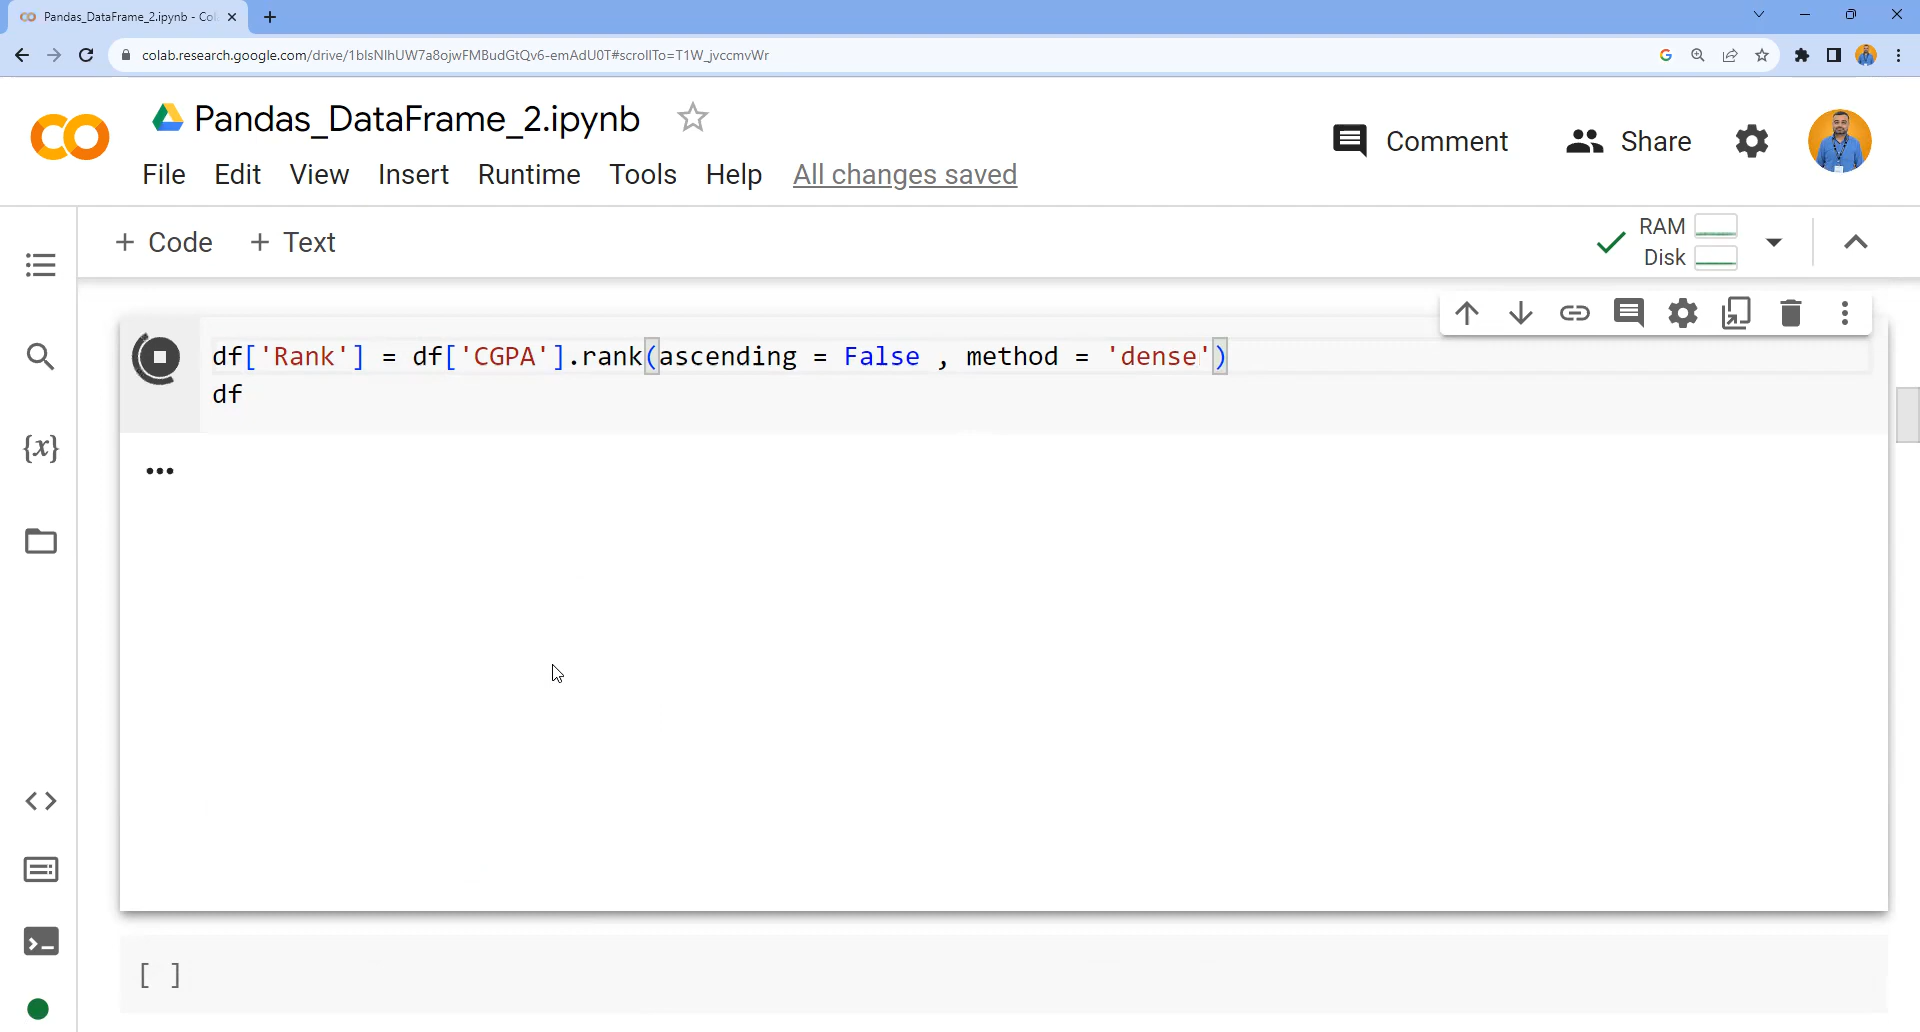 Pandas_DataFrame_2.ipynb - Col
colab.research.google.com/drive/1blsNlhUW7a8ojwFMBudGtQv6-emAdU0T#scrollTo=T1W_jvccmvWr
Pandas_DataFrame_2.ipynb
File Edit View Insert Runtime Tools Help All changes saved
Comment Share
+ Code + Text
RAM
Disk
df['Rank'] = df['CGPA'].rank(ascending = False , method = 'dense')
df
[ ]